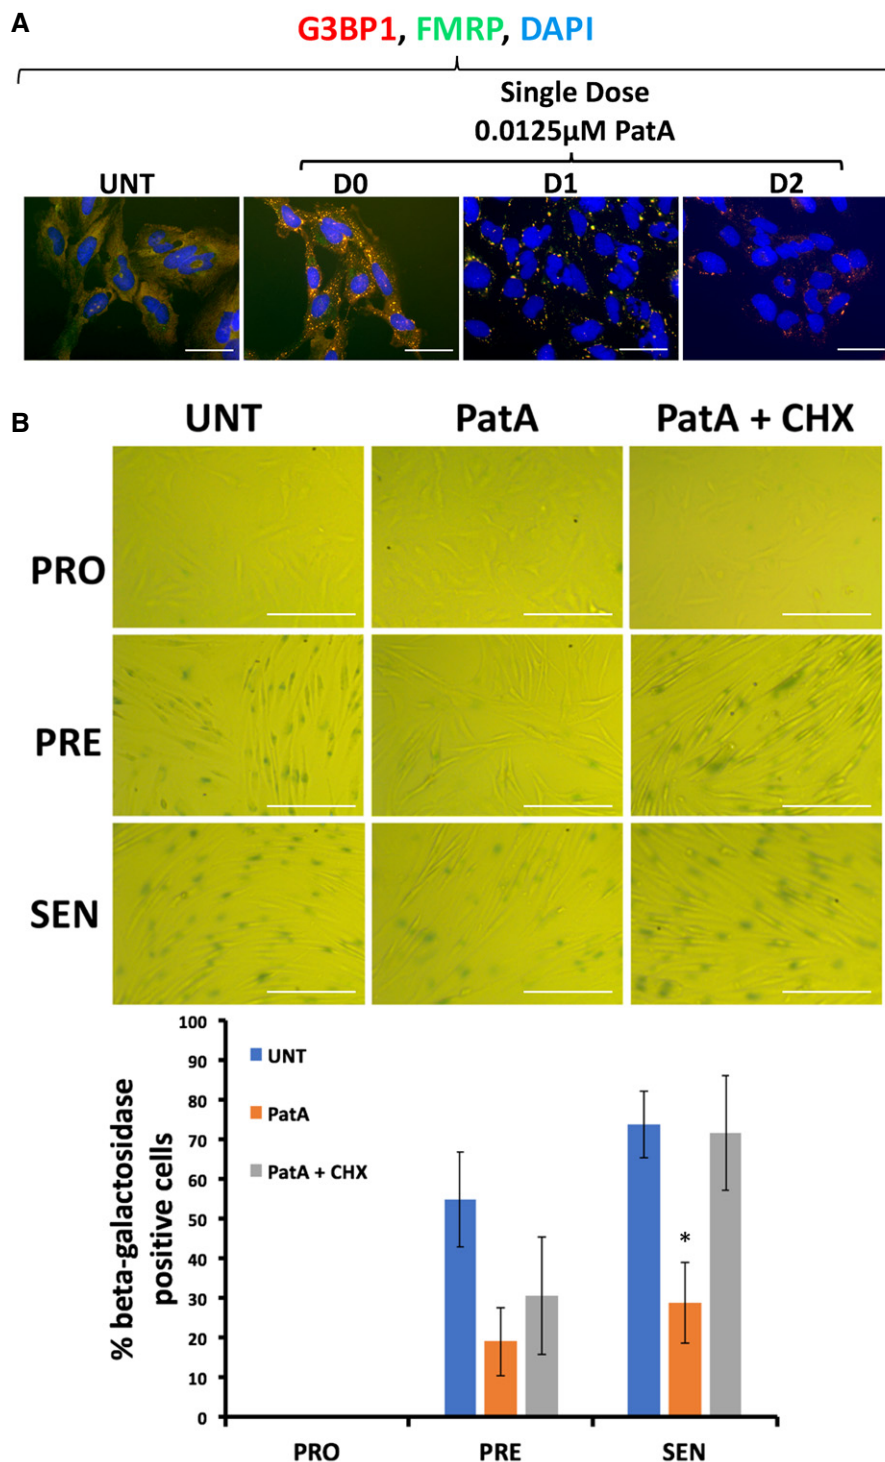 A
G3BP1, FMRP, DAPI
Single Dose
0.0125µM PatA
UNT D0 D1 D2
B
UNT PatA PatA + CHX
PRO
PRE
SEN
% beta-galactosidase
positive cells
100
90
80
70
60
50
40
30
20
10
0
UNT
PatA
PatA + CHX
*
PRO PRE SEN